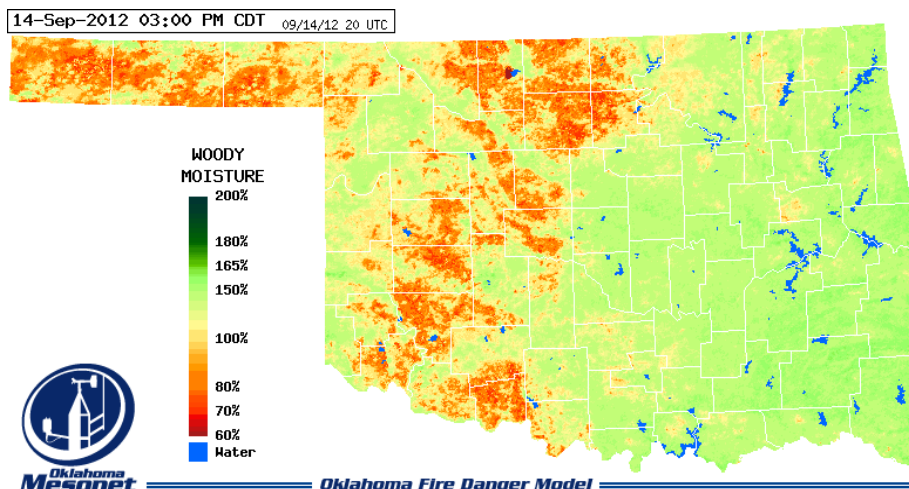 14-Sep-2012 03:00 PM CDT 09/14/12 20 UTC
WOODY
MOISTURE
200%
180%
165%
150%
100%
80%
70%
60%
Water
Oklahoma
Mesonet
Oklahoma Fire Danger Model